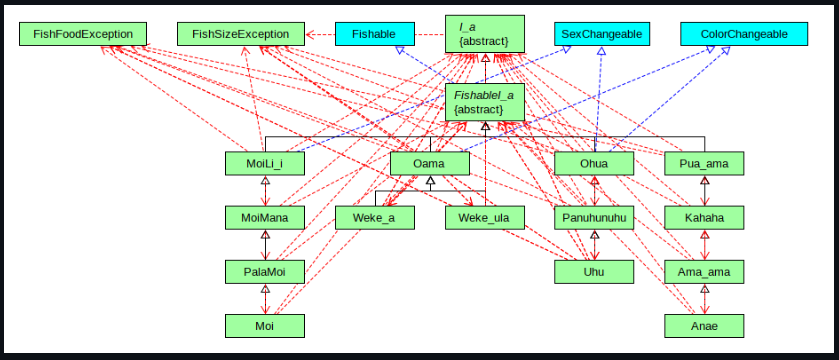 FishFoodException
FishSizeException
Fishable
I_a
{abstract}
SexChangeable
ColorChangeable
FishableI_a
{abstract}
MoiLi_i
Oama
Ohua
Pua_ama
MoiMana
Weke_a
Weke_ula
Panuhunuhu
Kahaha
PalaMoi
Uhu
Ama_ama
Moi
Anae